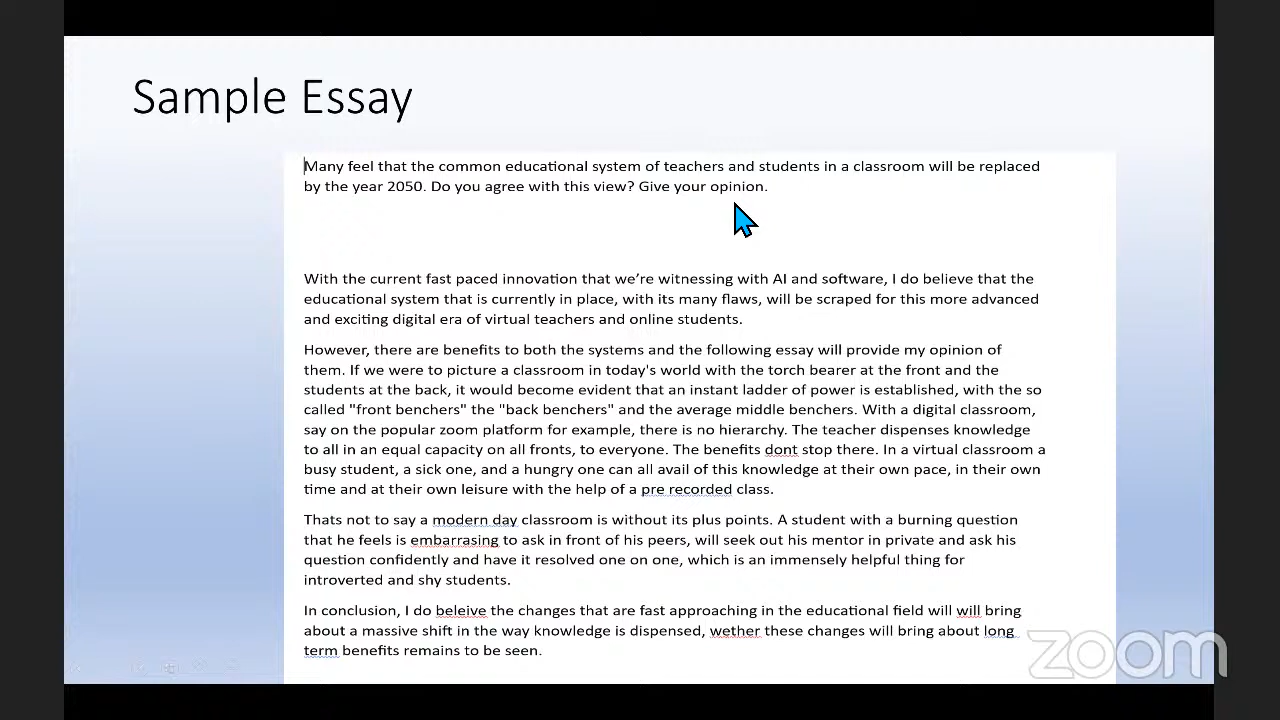 Sample Essay
Many feel that the common educational system of teachers and students in a classroom will be replaced
by the year 2050. Do you agree with this view? Give your opinion.
With the current fast paced innovation that we're witnessing with AI and software, I do believe that the
educational system that is currently in place, with its many flaws, will be scraped for this more advanced
and exciting digital era of virtual teachers and online students.
However, there are benefits to both the systems and the following essay will provide my opinion of
them. If we were to picture a classroom in today's world with the torch bearer at the front and the
students at the back, it would become evident that an instant ladder of power is established, with the so
called "front benchers" the "back benchers" and the average middle benchers. With a digital classroom,
say on the popular zoom platform for example, there is no hierarchy. The teacher dispenses knowledge
to all in an equal capacity on all fronts, to everyone. The benefits dont stop there. In a virtual classroom a
busy student, a sick one, and a hungry one can all avail of this knowledge at their own pace, in their own
time and at their own leisure with the help of a pre recorded class.
Thats not to say a modern day classroom is without its plus points. A student with a burning question
that he feels is embarrasing to ask in front of his peers, will seek out his mentor in private and ask his
question confidently and have it resolved one on one, which is an immensely helpful thing for
introverted and shy students.
In conclusion, I do beleive the changes that are fast approaching in the educational field will will bring
about a massive shift in the way knowledge is dispensed, wether these changes will bring about long
term benefits remains to be seen.
zoom